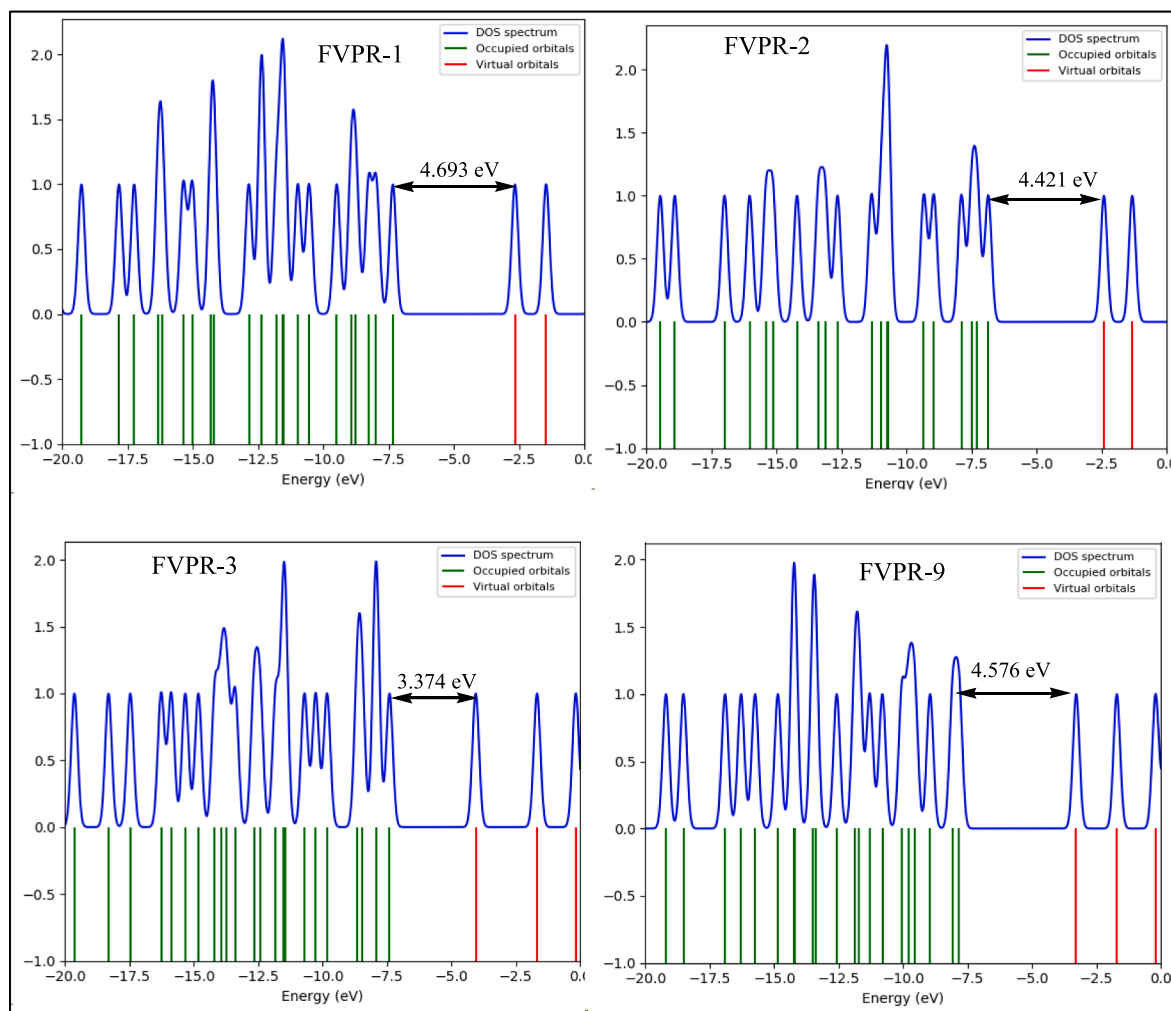 FVPR-1
DOS spectrum
Occupied orbitals
Virtual orbitals
4.693 eV
2.0
1.5
1.0
0.5
0.0
−0.5
−1.0
−20.0 −17.5 −15.0 −12.5 −10.0 −7.5 −5.0 −2.5 0.0
Energy (eV)
FVPR-2
DOS spectrum
Occupied orbitals
Virtual orbitals
4.421 eV
2.0
1.5
1.0
0.5
0.0
−0.5
−1.0
−20.0 −17.5 −15.0 −12.5 −10.0 −7.5 −5.0 −2.5 0.0
Energy (eV)
FVPR-3
DOS spectrum
Occupied orbitals
Virtual orbitals
3.374 eV
2.0
1.5
1.0
0.5
0.0
−0.5
−1.0
−20.0 −17.5 −15.0 −12.5 −10.0 −7.5 −5.0 −2.5 0.0
Energy (eV)
FVPR-9
DOS spectrum
Occupied orbitals
Virtual orbitals
4.576 eV
2.0
1.5
1.0
0.5
0.0
−0.5
−1.0
−20.0 −17.5 −15.0 −12.5 −10.0 −7.5 −5.0 −2.5 0.0
Energy (eV)